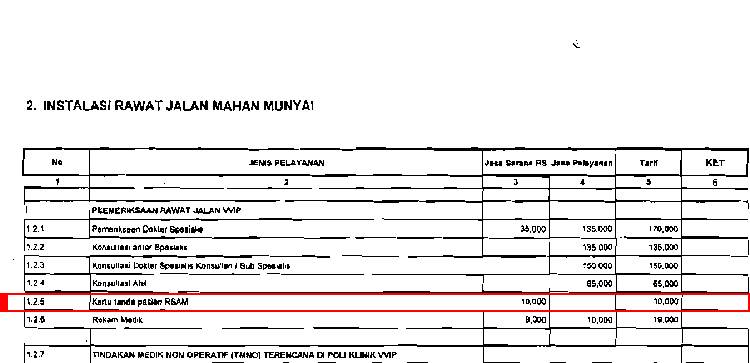 2. INSTALASI RAWAT JALAN MAHAN MUNYAI
No JENIS PELAYANAN Jasa Sarana RS Jasa Pelayanan Tarif KET
1 2 3 4 5 6
PEEMERIKSAAN RAWAT JALAN VVIP
1.2.1 Pemeriksaan Dokter Spesialis 35,000 135,000 170,000
1.2.2 Konsultasi antar Spesialis 135,000 135,000
1.2.3 Konsultasi Dokter Spesialis Konsultan / Sub Spesialis 150,000 150,000
1.2.4 Konsultasi Ahli 65,000 65,000
1.2.5 Kartu tanda pasien RSAM 10,000 10,000
1.2.6 Rekam Medik 9,000 10,000 19,000
1.2.7 TINDAKAN MEDIK NON OPERATIF (TMNO) TERENCANA DI POLI KLINIK VVIP